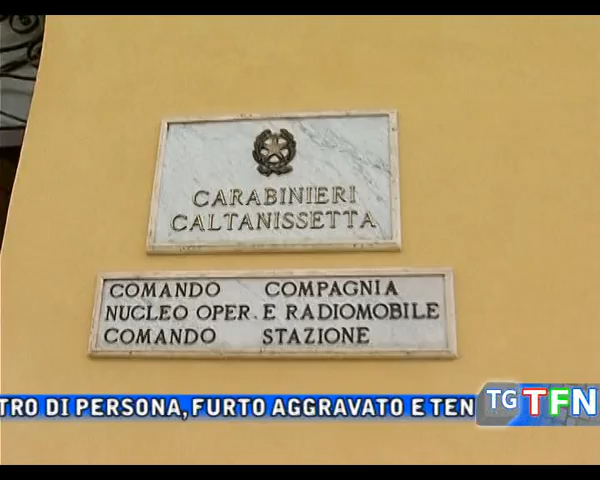 CARABINIERI
CALTANISSETTA
COMANDO COMPAGNIA
NUCLEO OPER. E RADIOMOBILE
COMANDO STAZIONE
TRO DI PERSONA, FURTO AGGRAVATO E TEN
TG TFN